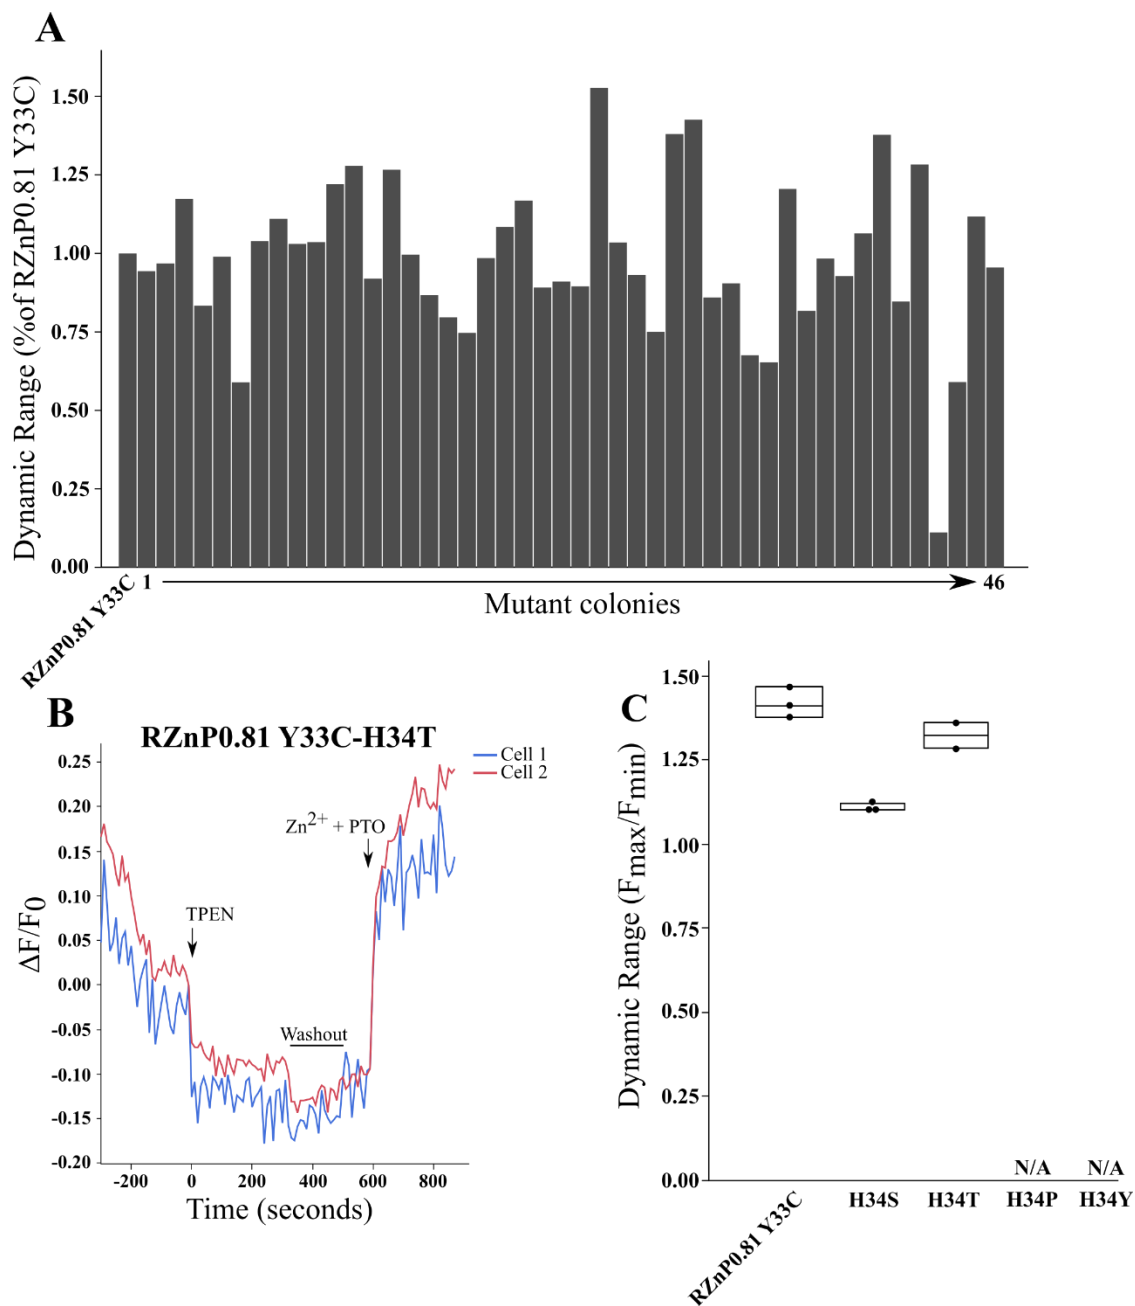 A
Dynamic Range (%of RZnP0.81 Y33C)
1.50
1.25
1.00
0.75
0.50
0.25
0.00
RZnP0.81 Y33C
1
46
Mutant colonies
B
RZnP0.81 Y33C-H34T
Cell 1
Cell 2
ΔF/F0
0.25
0.20
0.15
0.10
0.05
0.00
-0.05
-0.10
-0.15
-0.20
Zn2+ + PTO
TPEN
Washout
-200 0 200 400 600 800
Time (seconds)
C
Dynamic Range (Fmax/Fmin)
1.50
1.25
1.00
0.75
0.50
0.25
0.00
N/A N/A
RZnP0.81 Y33C
H34S H34T H34P H34Y